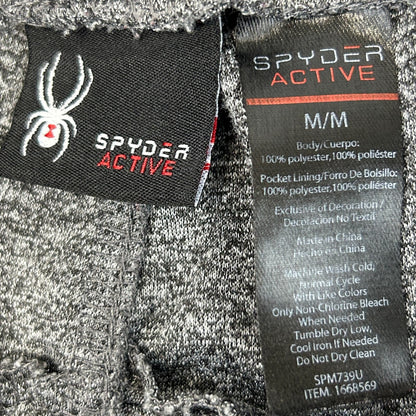 SPYDER
ACTIVE
SPYDER
ACTIVE
M/M
Body/Cuerpo:
100% polyester, 100% poliéster
Pocket Lining/Forro De Bolsillo:
100% polyester, 100% poliéster
Exclusive of Decoration /
Decoración No Textil
Made in China
Hecho en China
Machine Wash Cold,
Normal Cycle
With Like Colors
Only Non-Chlorine Bleach
When Needed
Tumble Dry Low,
Cool Iron If Needed
Do Not Dry Clean
SPM739U
ITEM. 1668569